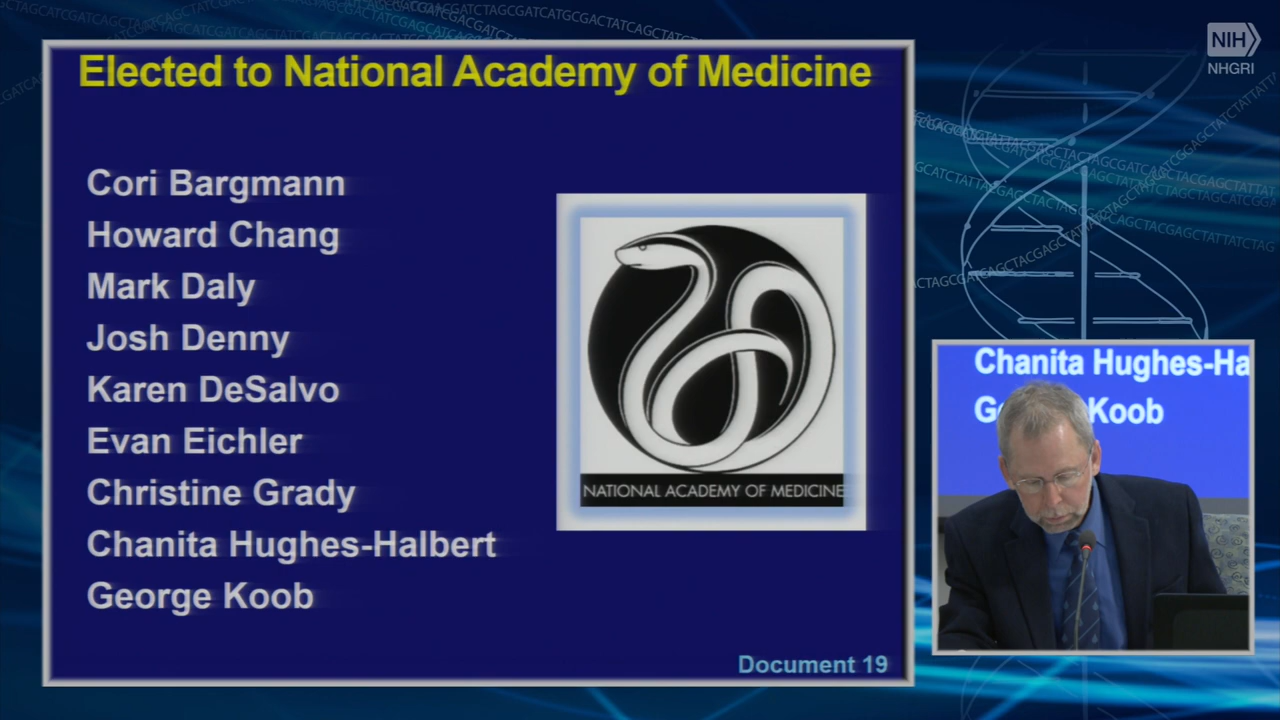 Elected to National Academy of Medicine
Cori Bargmann
Howard Chang
Mark Daly
Josh Denny
Karen DeSalvo
Evan Eichler
Christine Grady
Chanita Hughes-Halbert
George Koob
NATIONAL ACADEMY OF MEDICINE
Document 19
NIH
NHGRI
Chanita Hughes-Ha
Koob